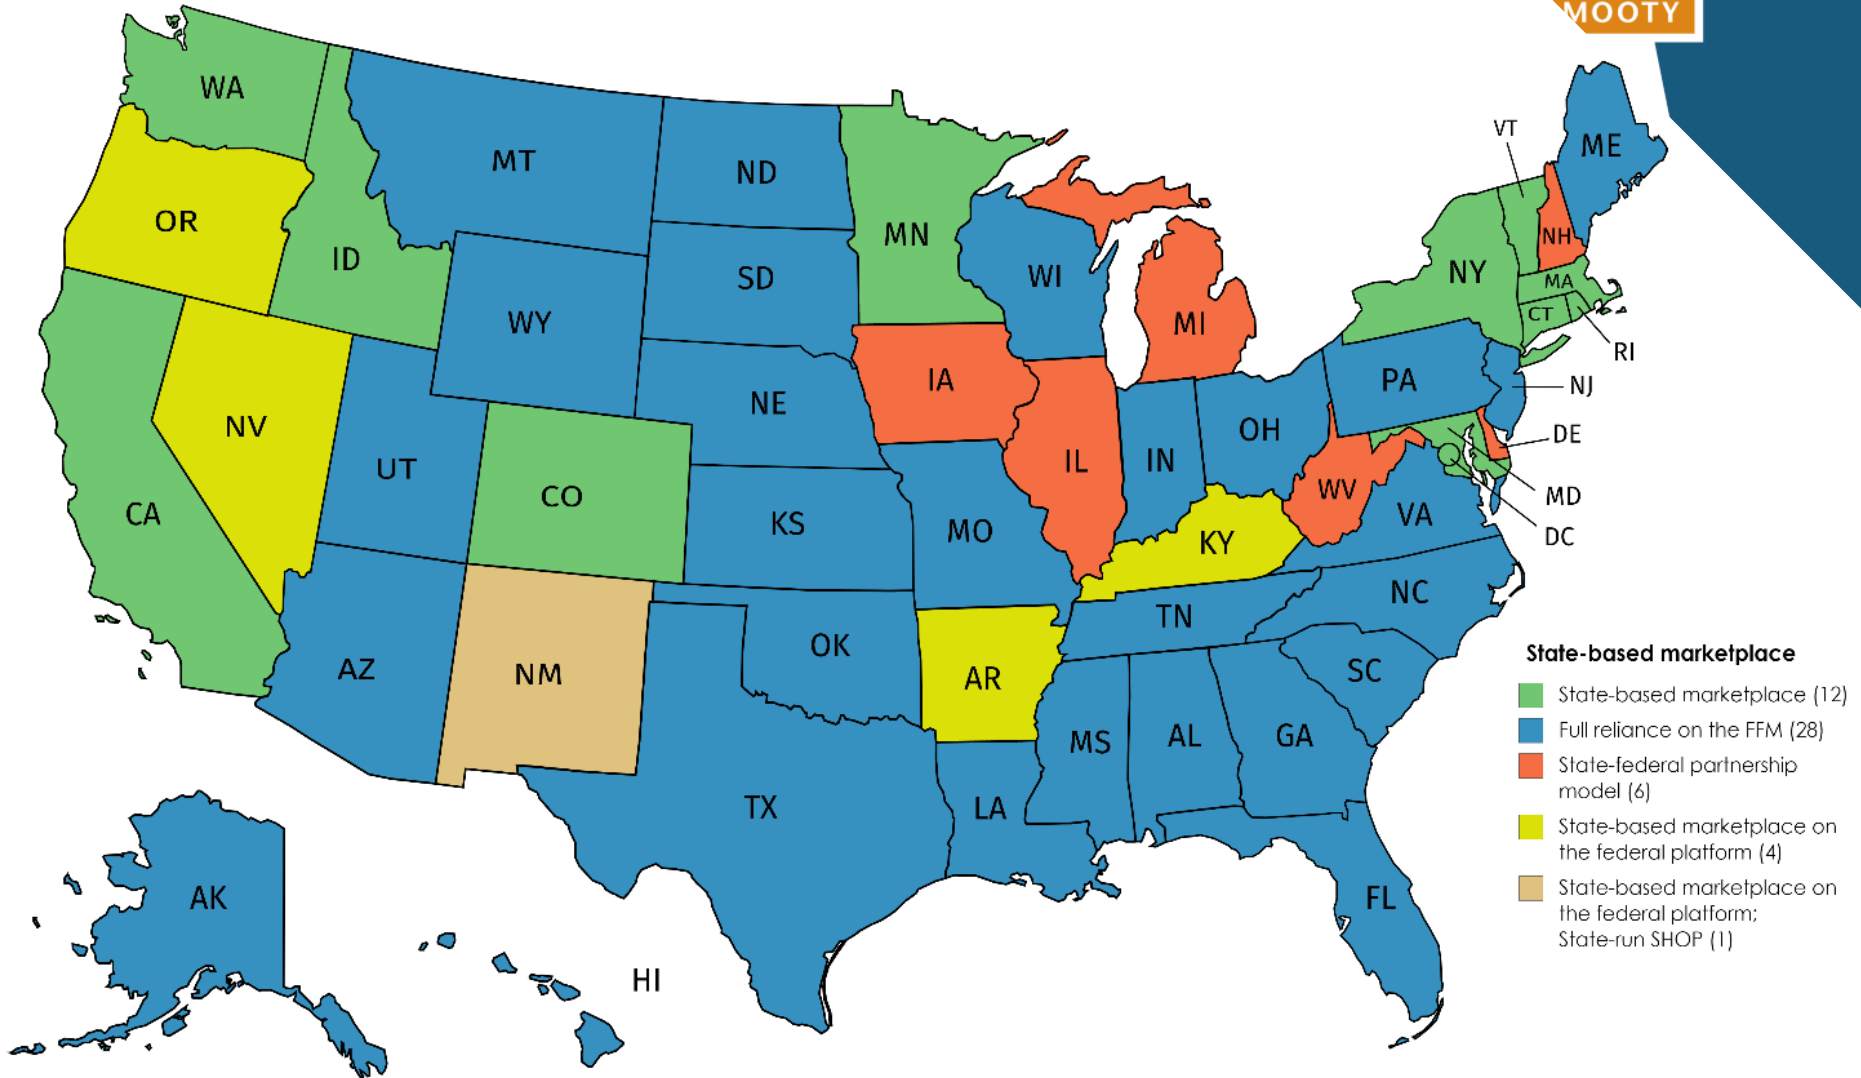 MOOTY
WA
MT
ND
MN
VT
ME
OR
ID
SD
WI
NY
NH
MA
CT
RI
WY
MI
IA
NE
PA
NJ
NV
UT
CO
IL
IN
OH
DE
CA
KS
MO
WV
VA
MD
DC
KY
NC
TN
AZ
NM
OK
AR
SC
MS
AL
GA
TX
LA
FL
AK
HI
State-based marketplace
State-based marketplace (12)
Full reliance on the FFM (28)
State-federal partnership
model (6)
State-based marketplace on
the federal platform (4)
State-based marketplace on
the federal platform;
State-run SHOP (1)